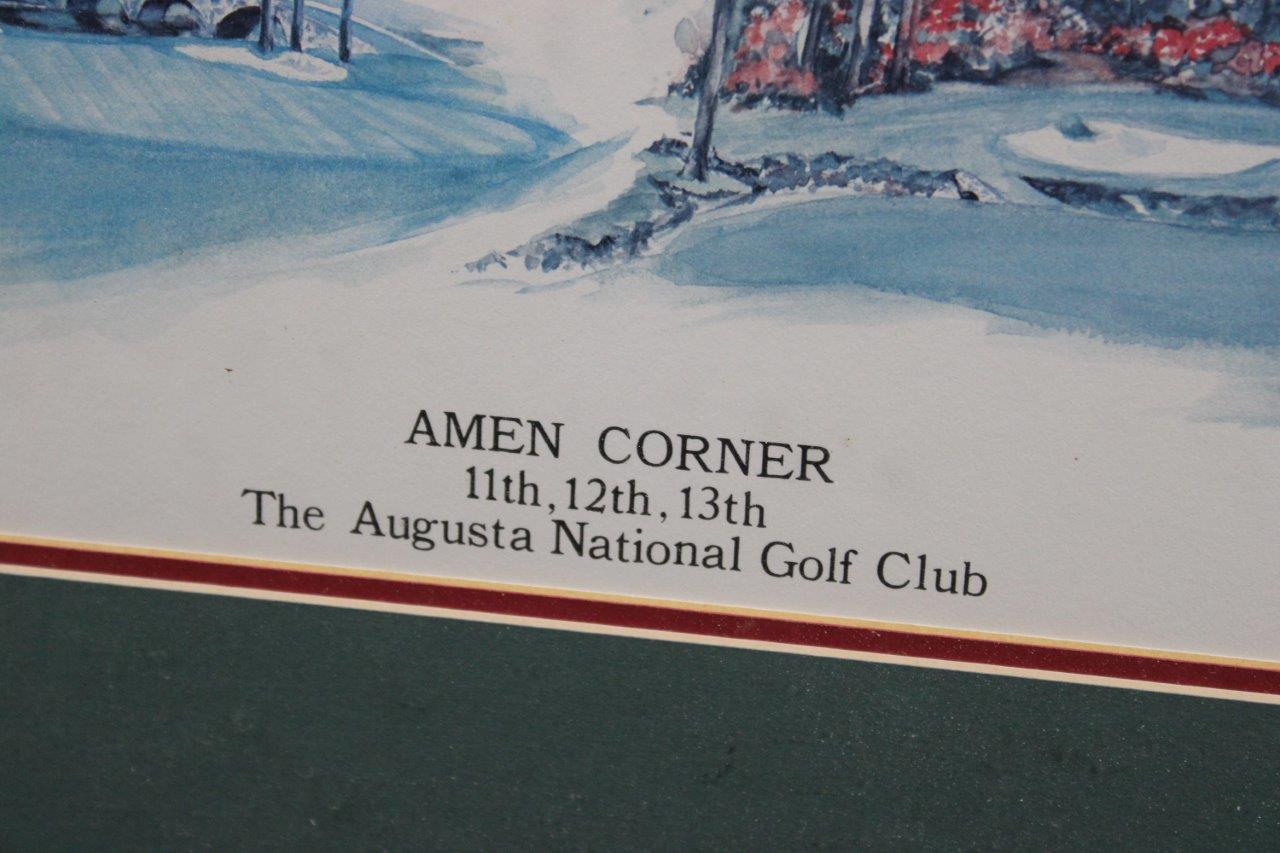 AMEN CORNER
11th, 12th, 13th
The Augusta National Golf Club